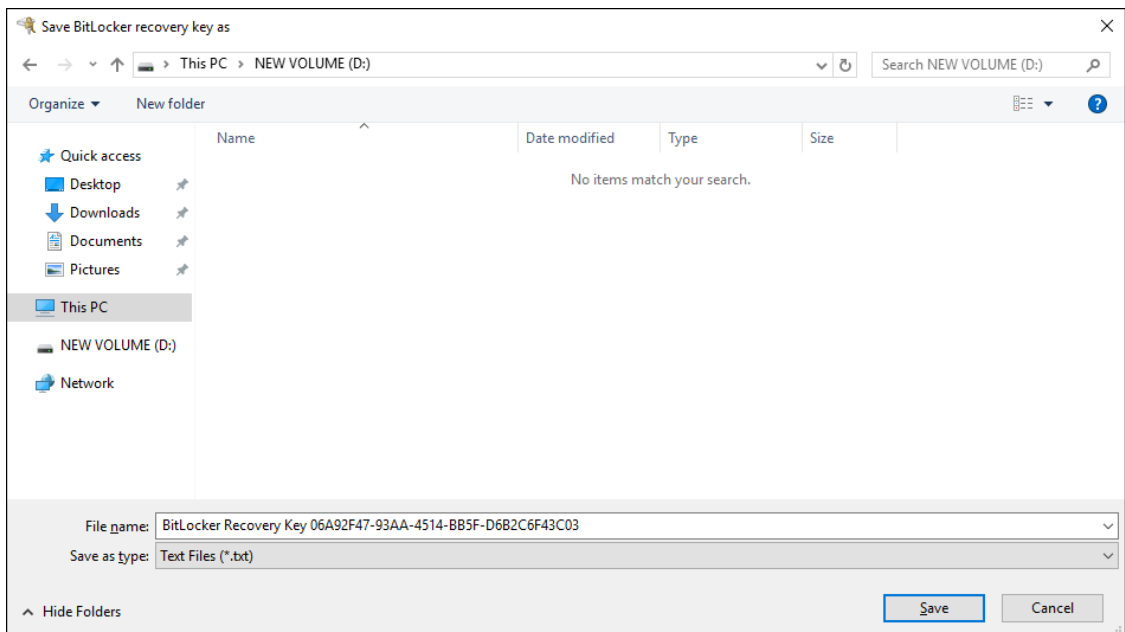 Save BitLocker recovery key as
This PC > NEW VOLUME (D:)
Search NEW VOLUME (D:)
Organize
New folder
Name
Date modified
Type
Size
Quick access
Desktop
Downloads
Documents
Pictures
This PC
NEW VOLUME (D:)
Network
No items match your search.
File name: BitLocker Recovery Key 06A92F47-93AA-4514-BB5F-D6B2C6F43C03
Save as type: Text Files (*.txt)
Hide Folders
Save
Cancel